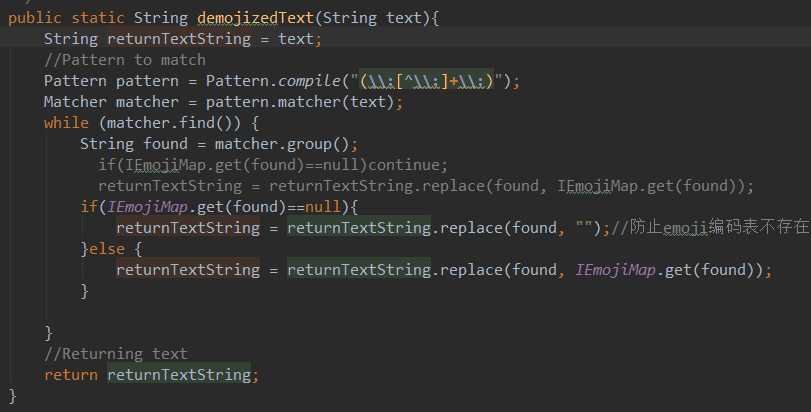 public static String demojizedText(String text){
String returnTextString = text;
//Pattern to match
Pattern pattern = Pattern.compile("(\\:[^\\:]+\\:)");
Matcher matcher = pattern.matcher(text);
while (matcher.find()) {
String found = matcher.group();
if(IEmojiMap.get(found)==null)continue;
returnTextString = returnTextString.replace(found, IEmojiMap.get(found));
if(IEmojiMap.get(found)==null){
returnTextString = returnTextString.replace(found, "");//防止emoji编码表不存在
}else {
returnTextString = returnTextString.replace(found, IEmojiMap.get(found));
}
}
//Returning text
return returnTextString;
}